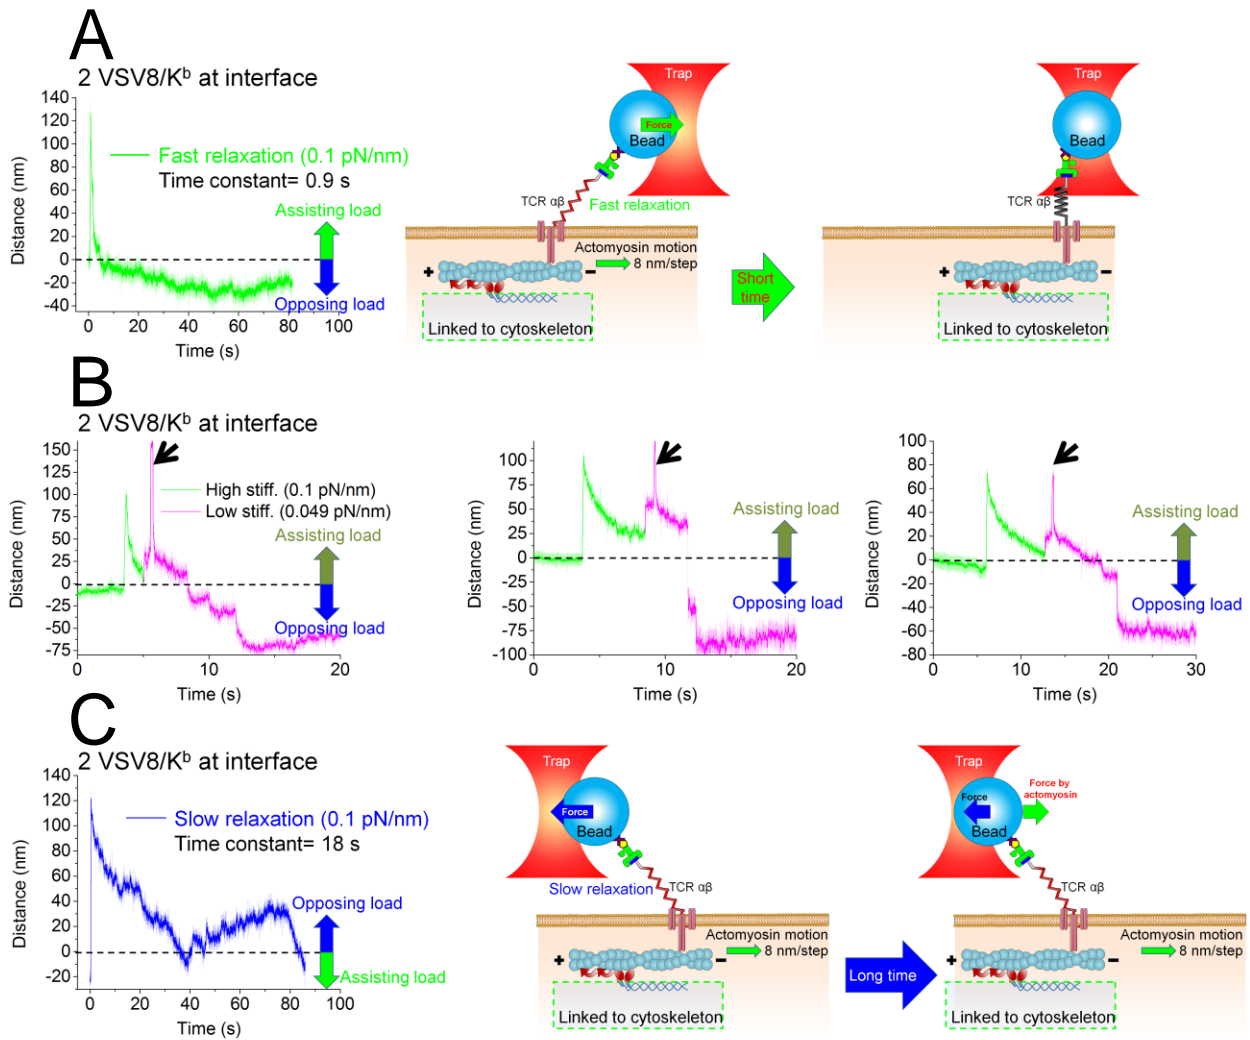 A
2 VSV8/Kᵇ at interface
140
120
100
80
60
40
20
0
-20
-40
Distance (nm)
Fast relaxation (0.1 pN/nm)
Time constant= 0.9 s
Assisting load
Opposing load
0 20 40 60 80 100
Time (s)
Trap
Force
Bead
TCR αβ
Fast relaxation
Actomyosin motion
8 nm/step
+
−
Linked to cytoskeleton
Short
time
Trap
Bead
TCR αβ
+
−
Linked to cytoskeleton
B
2 VSV8/Kᵇ at interface
150
125
100
75
50
25
0
-25
-50
-75
Distance (nm)
High stiff. (0.1 pN/nm)
Low stiff. (0.049 pN/nm)
Assisting load
Opposing load
0 10 20
Time (s)
100
75
50
25
0
-25
-50
-75
-100
Distance (nm)
Assisting load
Opposing load
0 10 20
Time (s)
100
80
60
40
20
0
-20
-40
-60
-80
Distance (nm)
Assisting load
Opposing load
0 10 20 30
Time (s)
C
2 VSV8/Kᵇ at interface
140
120
100
80
60
40
20
0
-20
Distance (nm)
Slow relaxation (0.1 pN/nm)
Time constant= 18 s
Opposing load
Assisting load
0 20 40 60 80 100
Time (s)
Trap
Force
Bead
Slow relaxation
TCR αβ
Actomyosin motion
8 nm/step
+
−
Linked to cytoskeleton
Long time
Trap
Force
Bead
Force by
actomyosin
TCR αβ
Actomyosin motion
8 nm/step
+
−
Linked to cytoskeleton